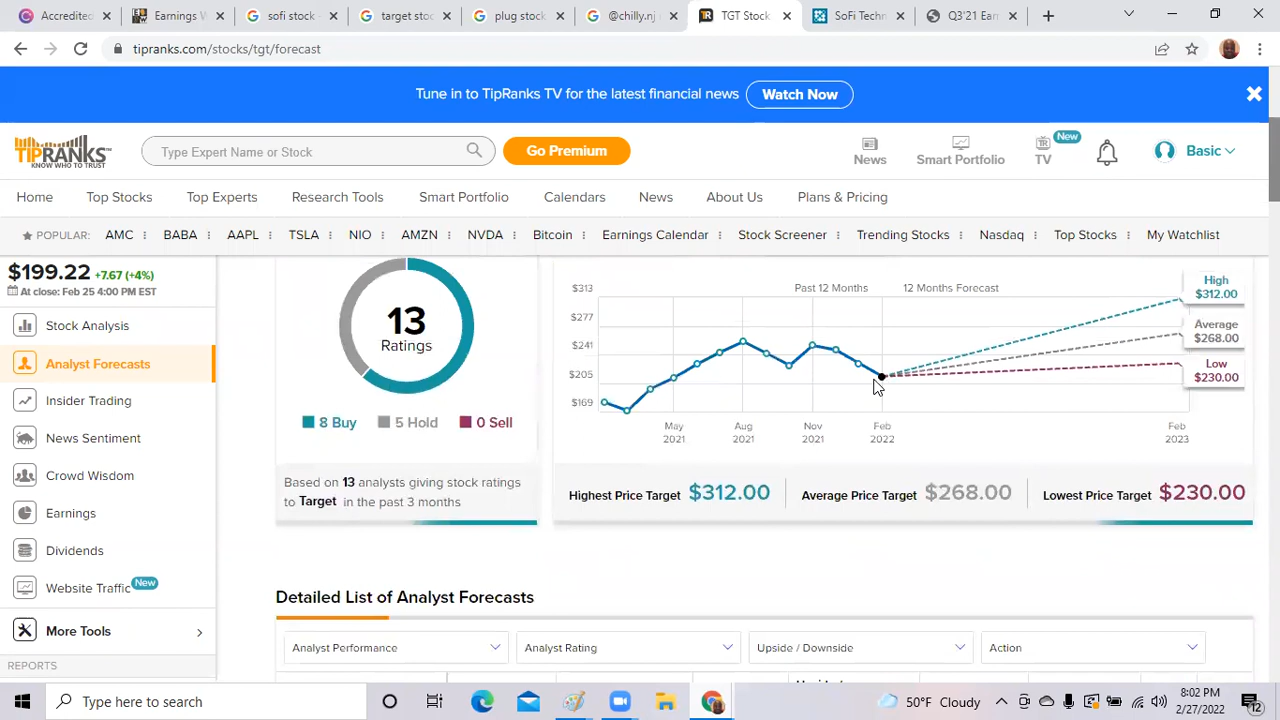 Accredited
Earnings W
sofi stock
target stoc
plug stock
@chilly.nj
TGT Stock
SoFi Techn
Q3'21 Earn
tipranks.com/stocks/tgt/forecast
Tune in to TipRanks TV for the latest financial news Watch Now
TIPRANKS
KNOW WHO TO TRUST
Type Expert Name or Stock
Go Premium
News
Smart Portfolio
TV
New
Basic
Home Top Stocks Top Experts Research Tools Smart Portfolio Calendars News About Us Plans & Pricing
POPULAR: AMC BABA AAPL TSLA NIO AMZN NVDA Bitcoin Earnings Calendar Stock Screener Trending Stocks Nasdaq Top Stocks My Watchlist
$199.22 +7.67 (+4%)
At close: Feb 25 4:00 PM EST
Stock Analysis
Analyst Forecasts
Insider Trading
News Sentiment
Crowd Wisdom
Earnings
Dividends
Website Traffic New
More Tools
REPORTS
13
Ratings
8 Buy 5 Hold 0 Sell
Based on 13 analysts giving stock ratings
to Target in the past 3 months
$313
$277
$241
$205
$169
Past 12 Months 12 Months Forecast
High
$312.00
Average
$268.00
Low
$230.00
May
2021
Aug
2021
Nov
2021
Feb
2022
Feb
2023
Highest Price Target $312.00
Average Price Target $268.00
Lowest Price Target $230.00
Detailed List of Analyst Forecasts
Analyst Performance
Analyst Rating
Upside / Downside
Action
Type here to search
50°F Cloudy
8:02 PM
2/27/2022
12